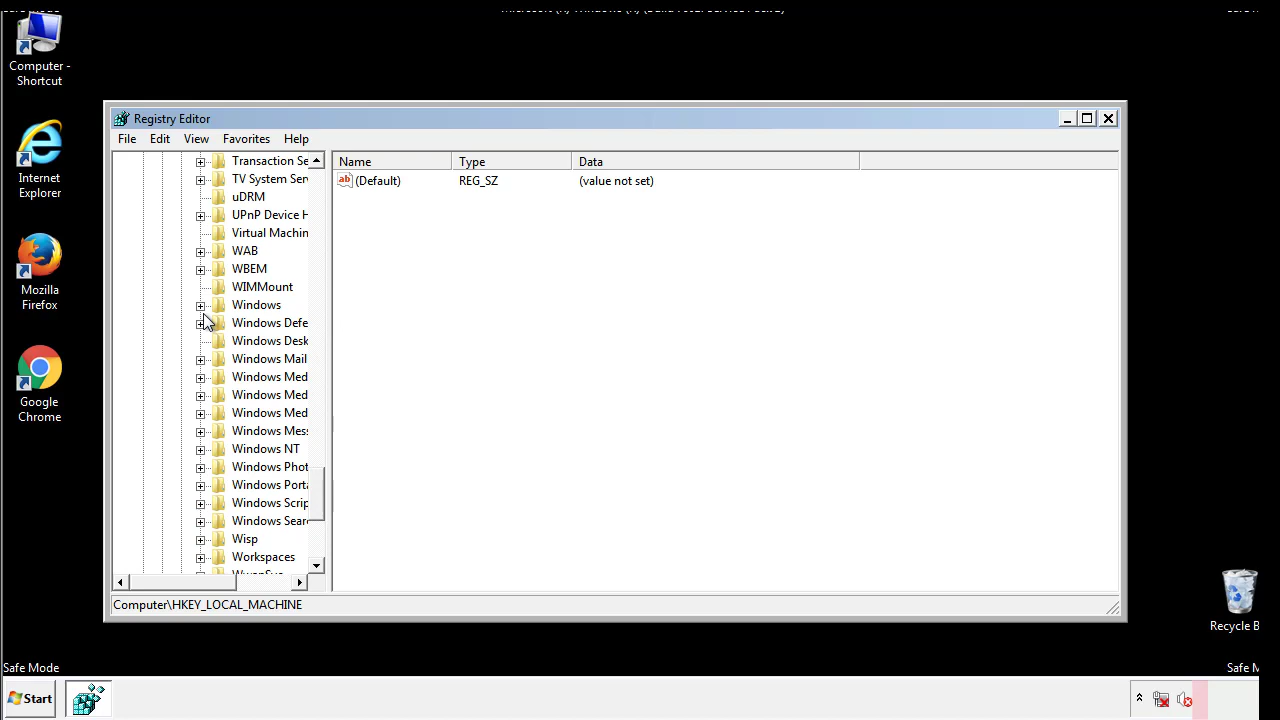 Computer -
Shortcut
Internet
Explorer
Mozilla
Firefox
Google
Chrome
Registry Editor
File Edit View Favorites Help
Transaction Se
TV System Ser
uDRM
UPnP Device H
Virtual Machin
WAB
WBEM
WIMMount
Windows
Windows Defe
Windows Desk
Windows Mail
Windows Med
Windows Med
Windows Med
Windows Mess
Windows NT
Windows Phot
Windows Porta
Windows Scrip
Windows Sear
Wisp
Workspaces
Name Type Data
(Default) REG_SZ (value not set)
Computer\HKEY_LOCAL_MACHINE
Recycle B
Safe Mode
Safe M
Start